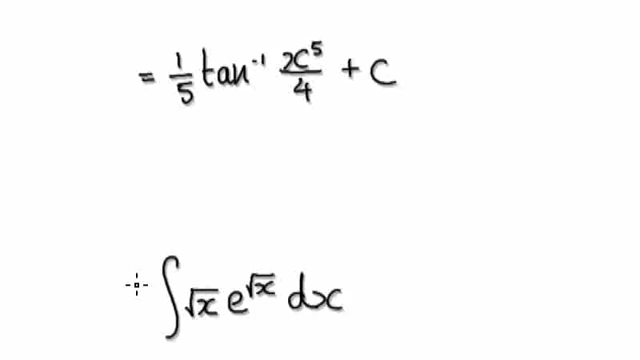 = 1/5 tan⁻¹ x⁵/4 + C
∫√x e^√x dx